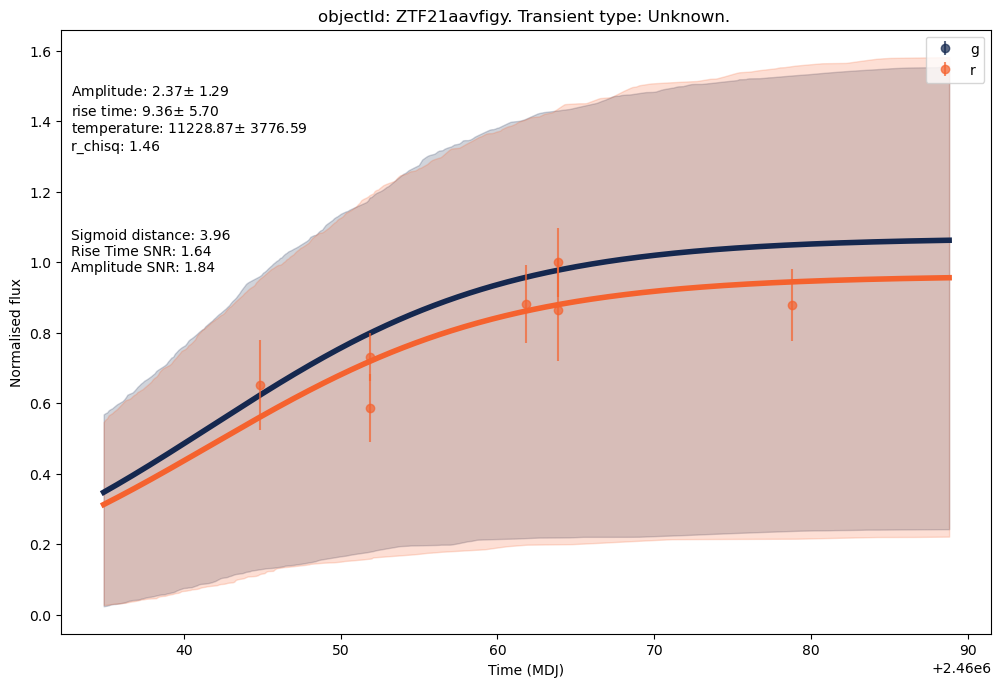 objectId: ZTF21aavfigy. Transient type: Unknown.
g
r
Amplitude: 2.37± 1.29
rise time: 9.36± 5.70
temperature: 11228.87± 3776.59
r_chisq: 1.46
Sigmoid distance: 3.96
Rise Time SNR: 1.64
Amplitude SNR: 1.84
Normalised flux
1.6
1.4
1.2
1.0
0.8
0.6
0.4
0.2
0.0
40 50 60 70 80 90
Time (MDJ)
+2.46e6